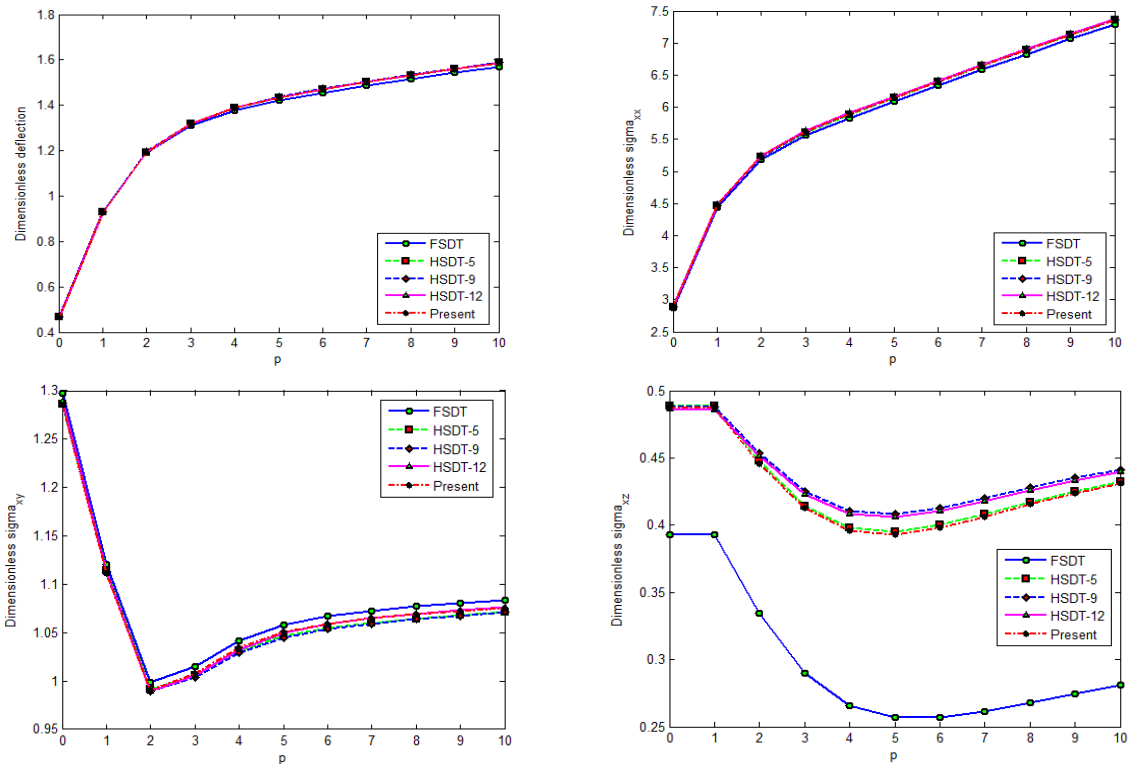 Dimensionless deflection
1.8
1.6
1.4
1.2
1
0.8
0.6
0.4
0 1 2 3 4 5 6 7 8 9 10
p
FSDT
HSDT-5
HSDT-9
HSDT-12
Present
Dimensionless sigma_xx
7.5
7
6.5
6
5.5
5
4.5
4
3.5
3
2.5
0 1 2 3 4 5 6 7 8 9 10
p
FSDT
HSDT-5
HSDT-9
HSDT-12
Present
Dimensionless sigma_xy
1.3
1.25
1.2
1.15
1.1
1.05
1
0.95
0 1 2 3 4 5 6 7 8 9 10
p
FSDT
HSDT-5
HSDT-9
HSDT-12
Present
Dimensionless sigma_xz
0.5
0.45
0.4
0.35
0.3
0.25
0 1 2 3 4 5 6 7 8 9 10
p
FSDT
HSDT-5
HSDT-9
HSDT-12
Present